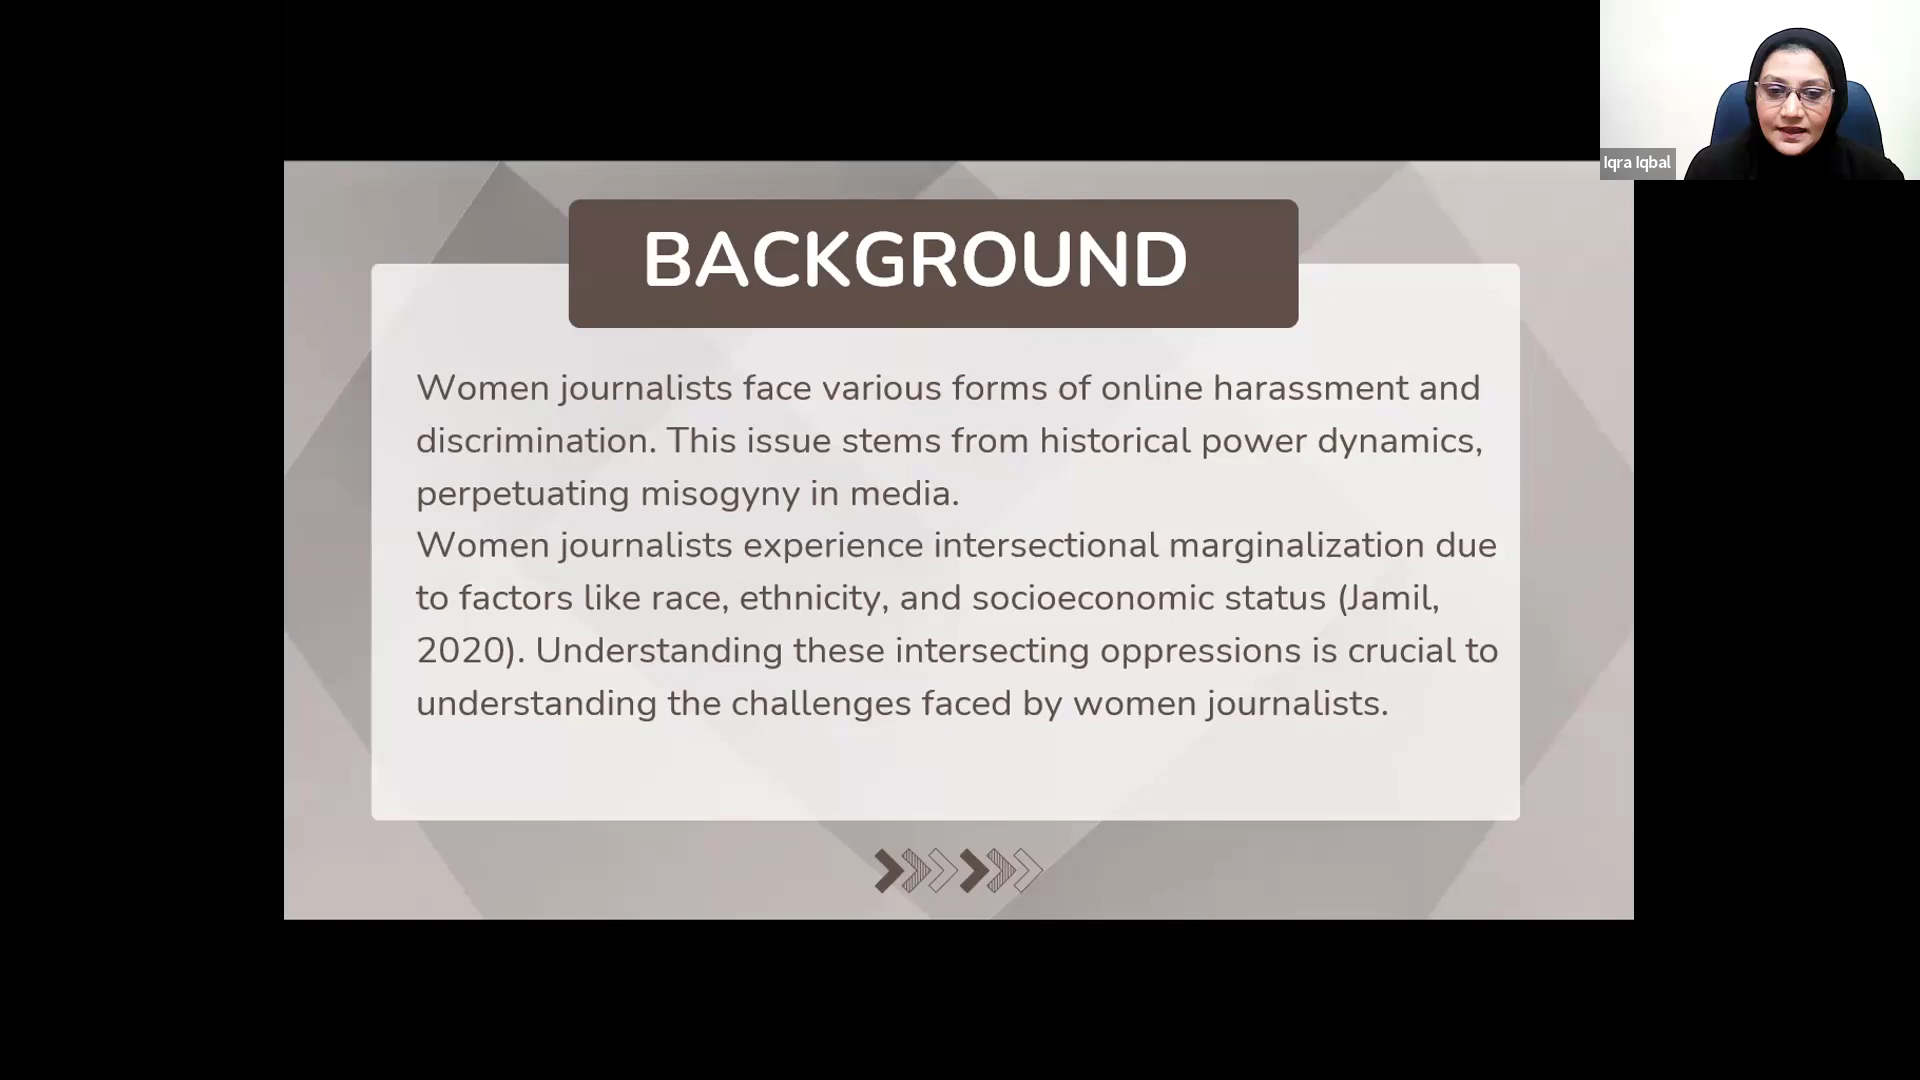 Iqra Iqbal
BACKGROUND
Women journalists face various forms of online harassment and
discrimination. This issue stems from historical power dynamics,
perpetuating misogyny in media.
Women journalists experience intersectional marginalization due
to factors like race, ethnicity, and socioeconomic status (Jamil,
2020). Understanding these intersecting oppressions is crucial to
understanding the challenges faced by women journalists.